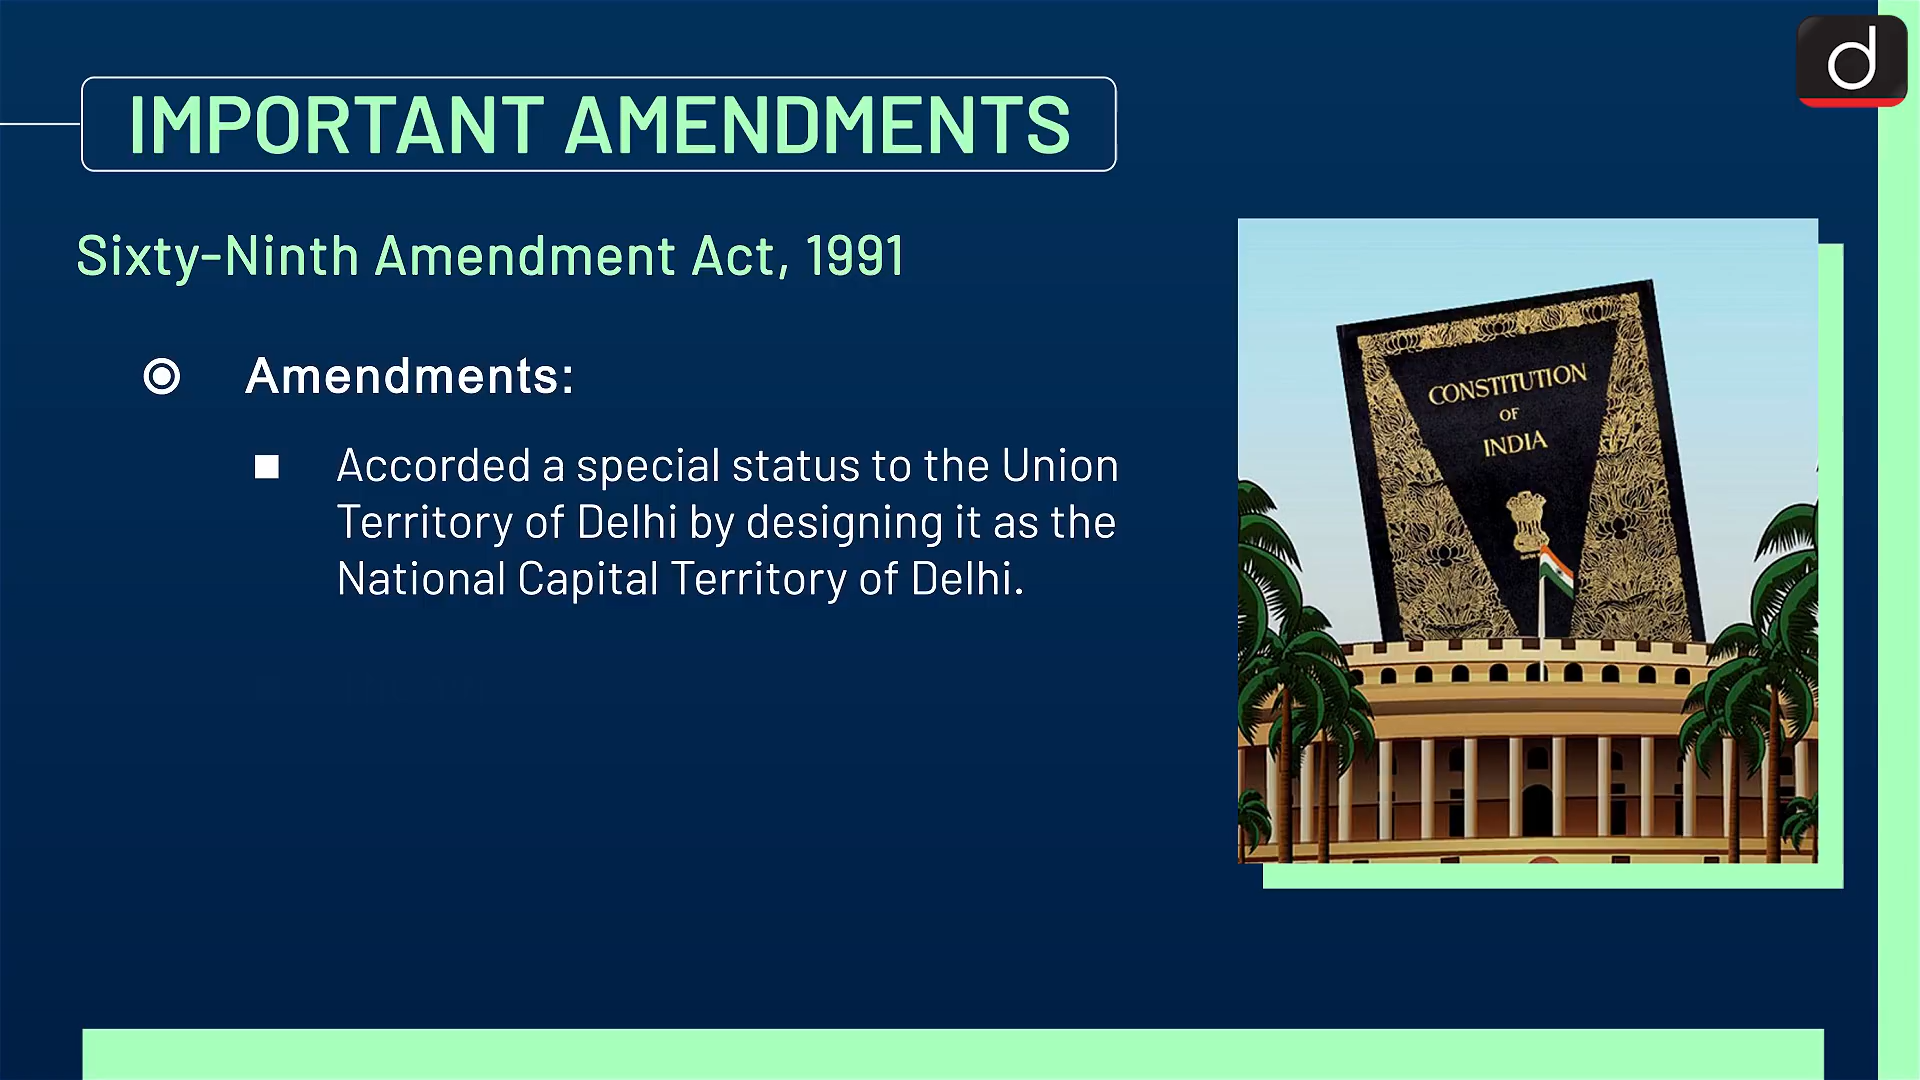 IMPORTANT AMENDMENTS
d
Sixty-Ninth Amendment Act, 1991
Amendments:
Accorded a special status to the Union
Territory of Delhi by designing it as the
National Capital Territory of Delhi.
CONSTITUTION
OF
INDIA